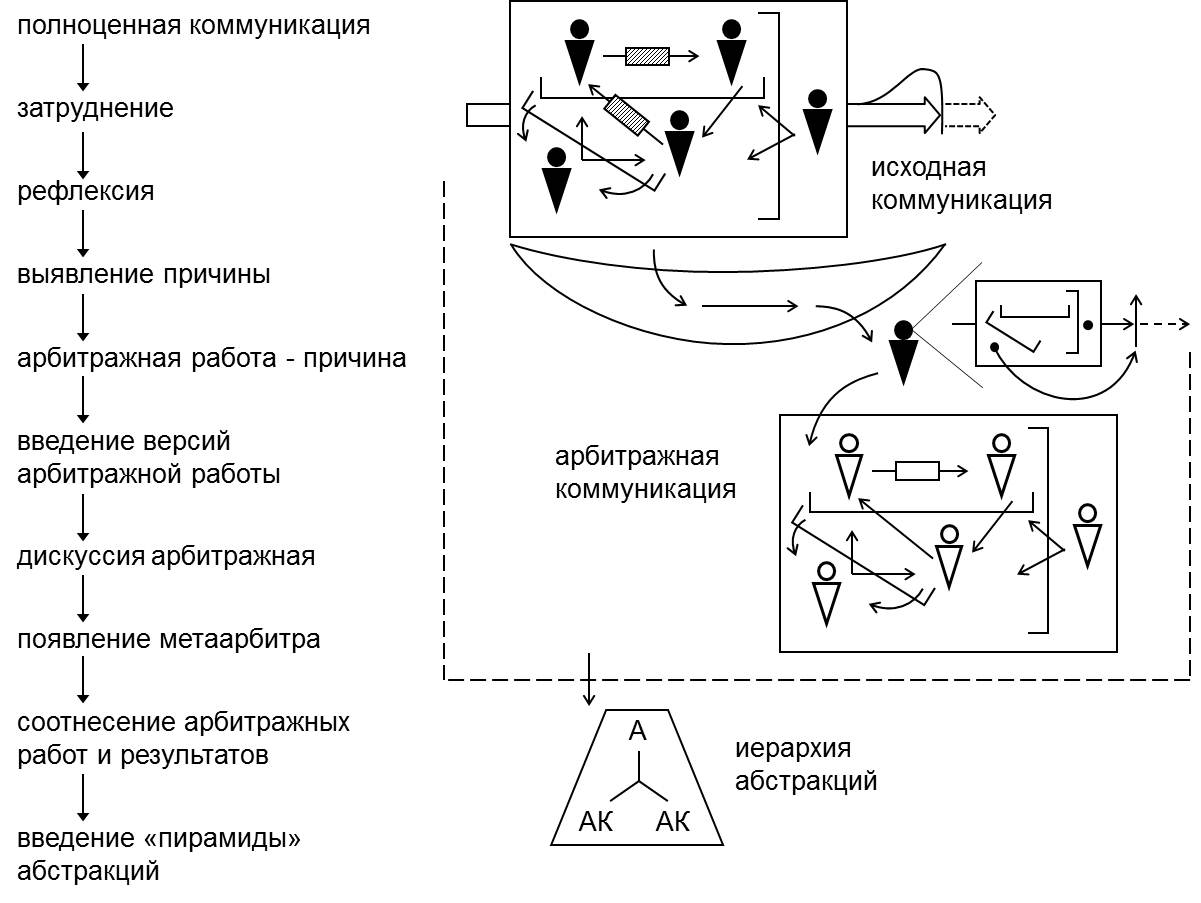 полноценная коммуникация
затруднение
рефлексия
выявление причины
арбитражная работа - причина
введение версий
арбитражной работы
дискуссия арбитражная
появление метаарбитра
соотнесение арбитражных
работ и результатов
введение «пирамиды»
абстракций
исходная
коммуникация
арбитражная
коммуникация
А
АК АК
иерархия
абстракций